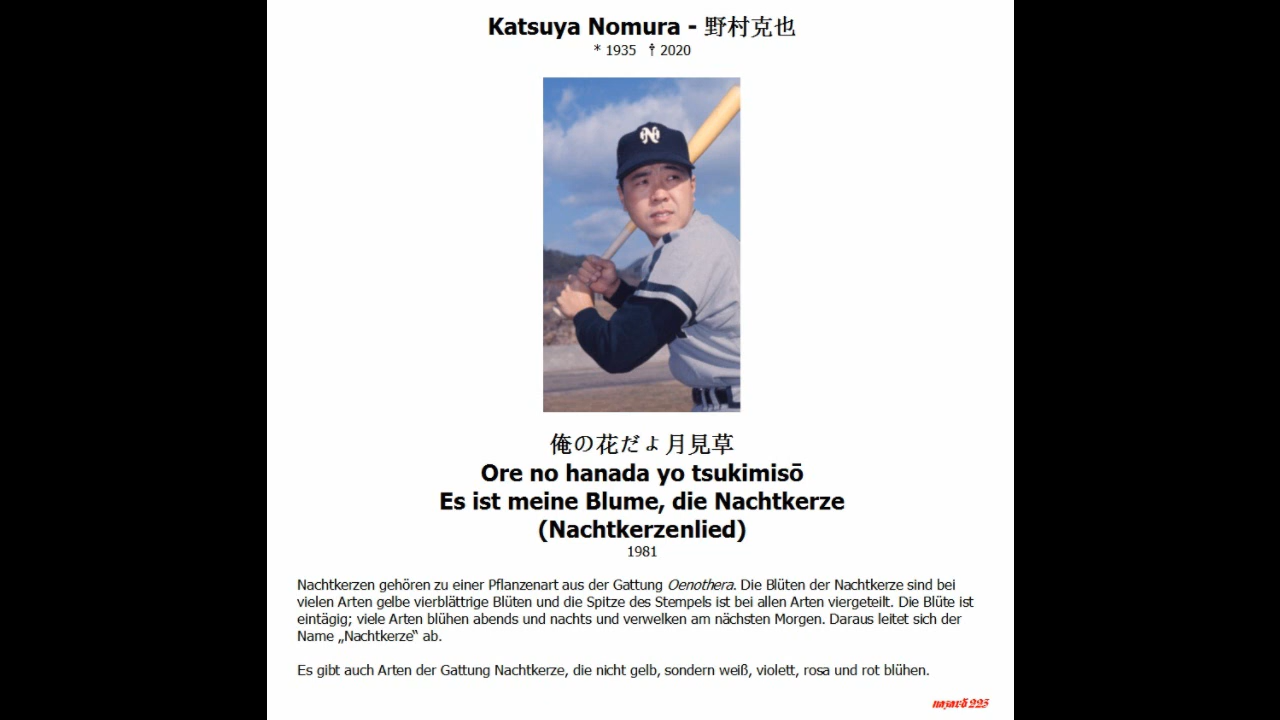 Katsuya Nomura - 野村克也
* 1935 † 2020
N
俺の花だょ月見草
Ore no hanada yo tsukimisō
Es ist meine Blume, die Nachtkerze
(Nachtkerzenlied)
1981
Nachtkerzen gehören zu einer Pflanzenart aus der Gattung Oenothera. Die Blüten der Nachtkerze sind bei
vielen Arten gelbe vierblättrige Blüten und die Spitze des Stempels ist bei allen Arten viergeteilt. Die Blüte ist
eintägig; viele Arten blühen abends und nachts und verwelken am nächsten Morgen. Daraus leitet sich der
Name „Nachtkerze“ ab.
Es gibt auch Arten der Gattung Nachtkerze, die nicht gelb, sondern weiß, violett, rosa und rot blühen.